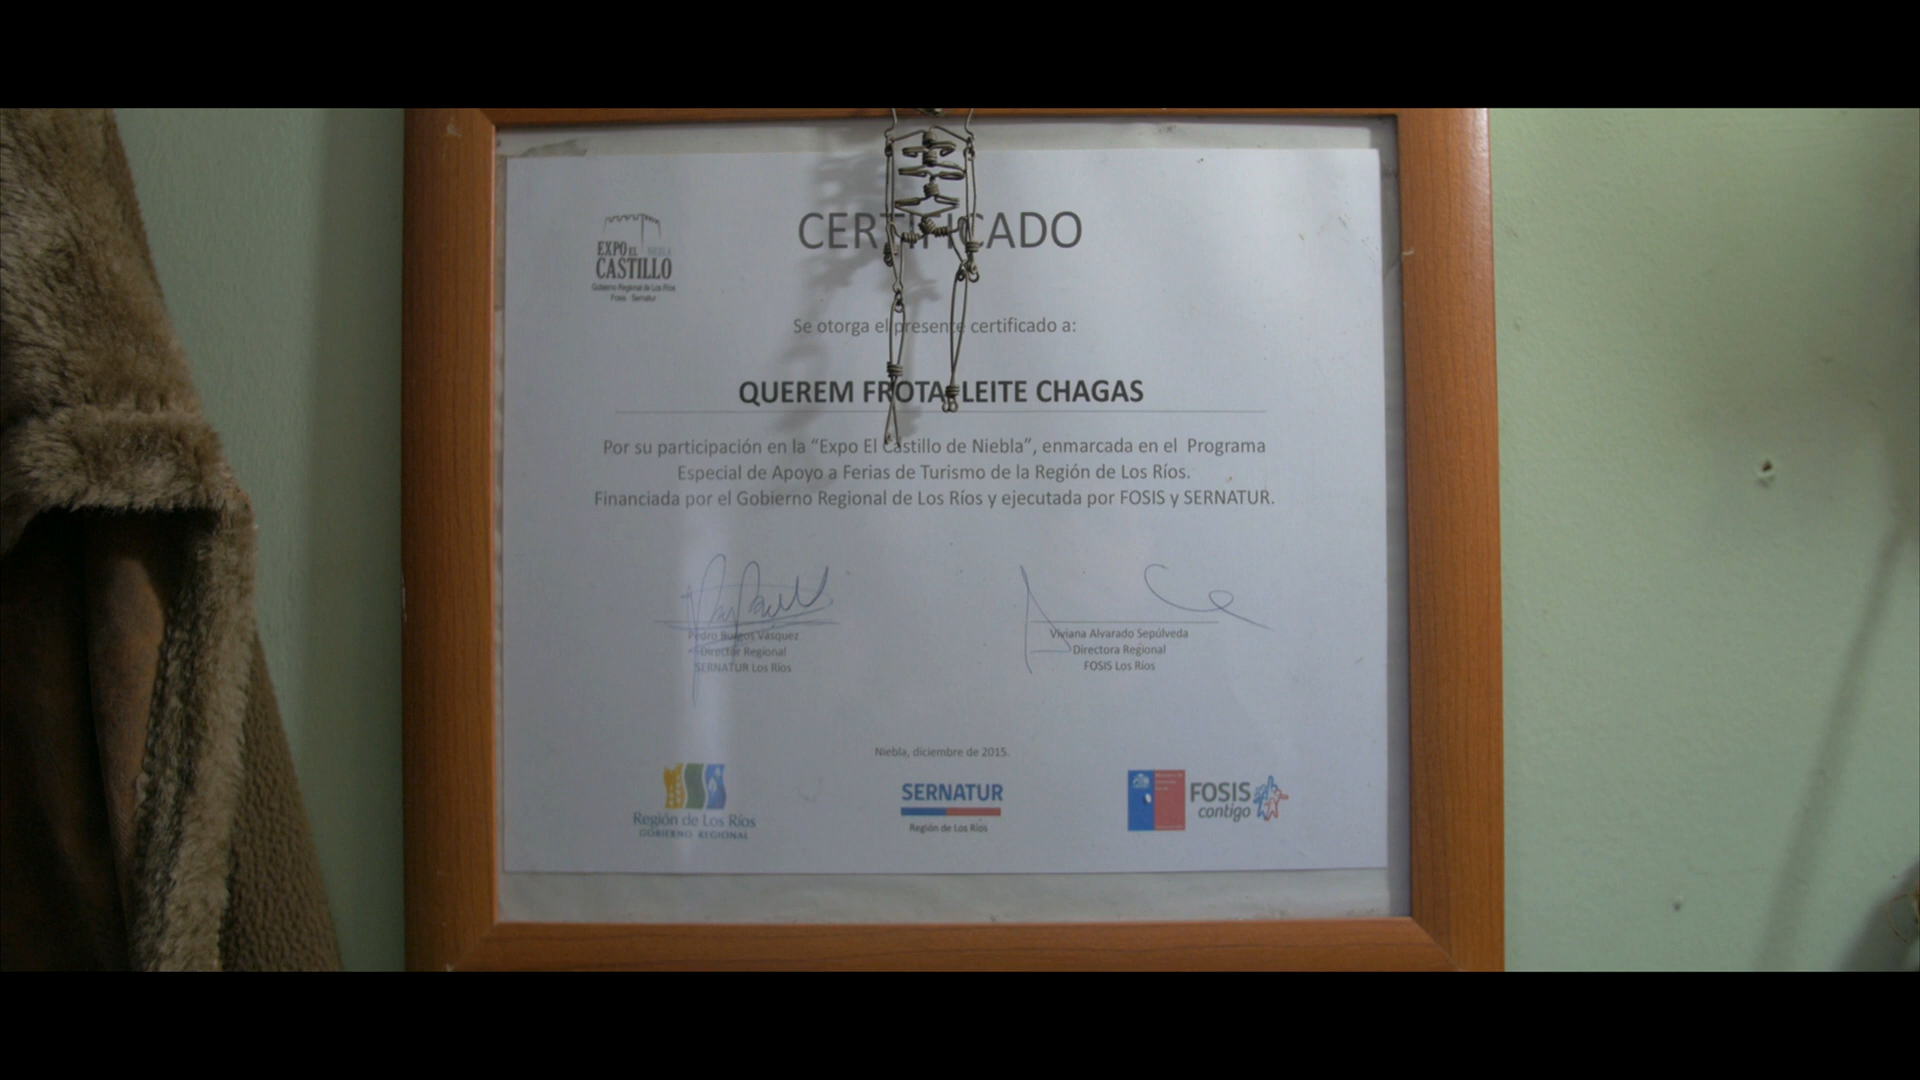 EXPO EL NIEBLA
CASTILLO
Gobierno Regional de Los Ríos
Fosis Sernatur
CERTIFICADO
Se otorga el presente certificado a:
QUEREM FROTA LEITE CHAGAS
Por su participación en la “Expo El Castillo de Niebla”, enmarcada en el Programa
Especial de Apoyo a Ferias de Turismo de la Región de Los Ríos.
Financiada por el Gobierno Regional de Los Ríos y ejecutada por FOSIS y SERNATUR.
Pedro Burgos Vásquez
Director Regional
SERNATUR Los Ríos
Viviana Alvarado Sepúlveda
Directora Regional
FOSIS Los Ríos
Niebla, diciembre de 2015.
Región de Los Ríos
GOBIERNO REGIONAL
SERNATUR
Región de Los Ríos
FOSIS
contigo